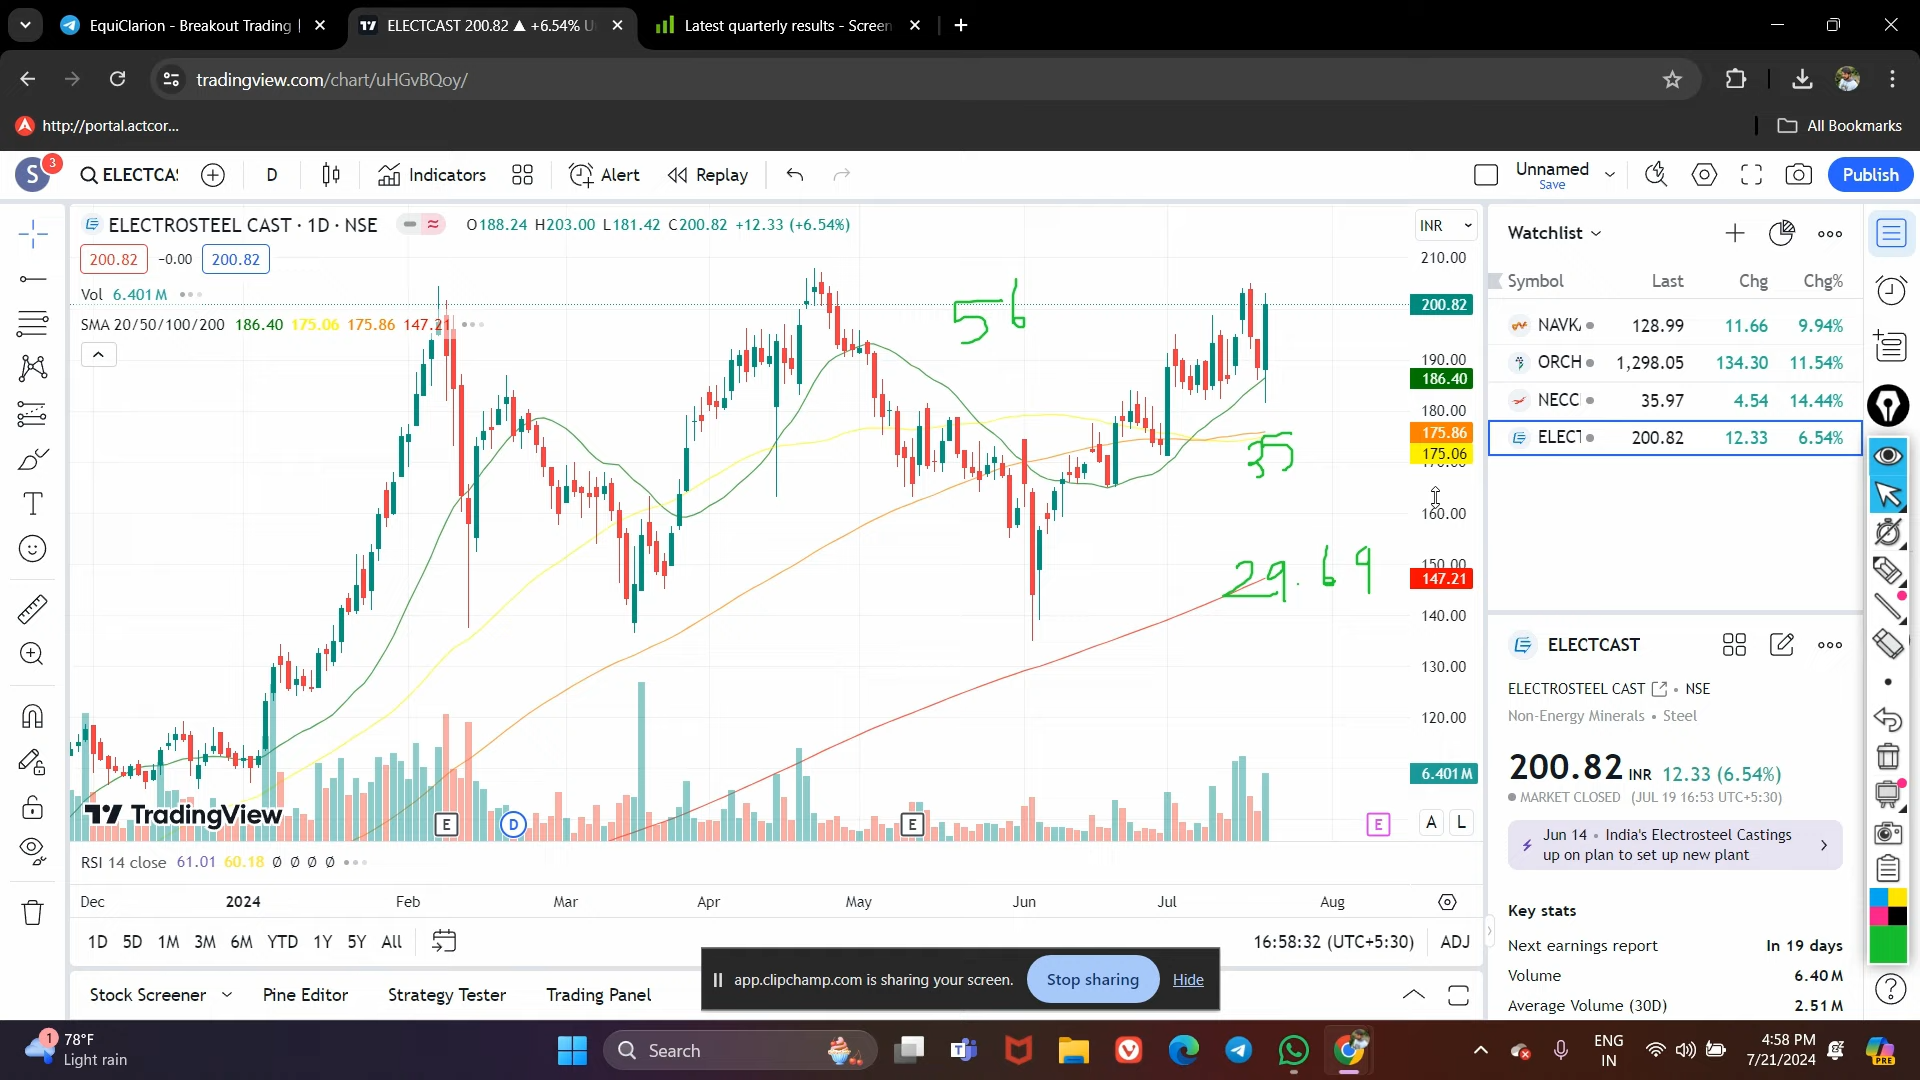 EquiClarion - Breakout Trading |
ELECTCAST 200.82 ▲ +6.54% U
Latest quarterly results - Screen
tradingview.com/chart/uHGvBQoy/
http://portal.actcor...
All Bookmarks
S
3
ELECTCA
D
Indicators
Alert
Replay
Unnamed
Save
Publish
ELECTROSTEEL CAST · 1D · NSE
O188.24 H203.00 L181.42 C200.82 +12.33 (+6.54%)
INR
200.82
-0.00
200.82
Vol 6.401M
SMA 20/50/100/200 186.40 175.06 175.86 147.21
56
35
29.69
210.00
200.82
190.00
186.40
180.00
175.86
175.06
160.00
150.00
147.21
140.00
130.00
120.00
6.401M
A
L
TradingView
E
D
E
E
RSI 14 close 61.01 60.18 Ø Ø Ø Ø
Dec
2024
Feb
Mar
Apr
May
Jun
Jul
Aug
1D 5D 1M 3M 6M YTD 1Y 5Y All
16:58:32 (UTC+5:30)
ADJ
Stock Screener
Pine Editor
Strategy Tester
Trading Panel
app.clipchamp.com is sharing your screen.
Stop sharing
Hide
Watchlist
Symbol Last Chg Chg%
NAVK 128.99 11.66 9.94%
ORCH 1,298.05 134.30 11.54%
NECC 35.97 4.54 14.44%
ELECT 200.82 12.33 6.54%
ELECTCAST
ELECTROSTEEL CAST • NSE
Non-Energy Minerals • Steel
200.82 INR 12.33 (6.54%)
MARKET CLOSED (JUL 19 16:53 UTC+5:30)
Jun 14 • India's Electrosteel Castings
up on plan to set up new plant
Key stats
Next earnings report In 19 days
Volume 6.40M
Average Volume (30D) 2.51M
1
78°F
Light rain
Search
ENG
IN
4:58 PM
7/21/2024
PRE